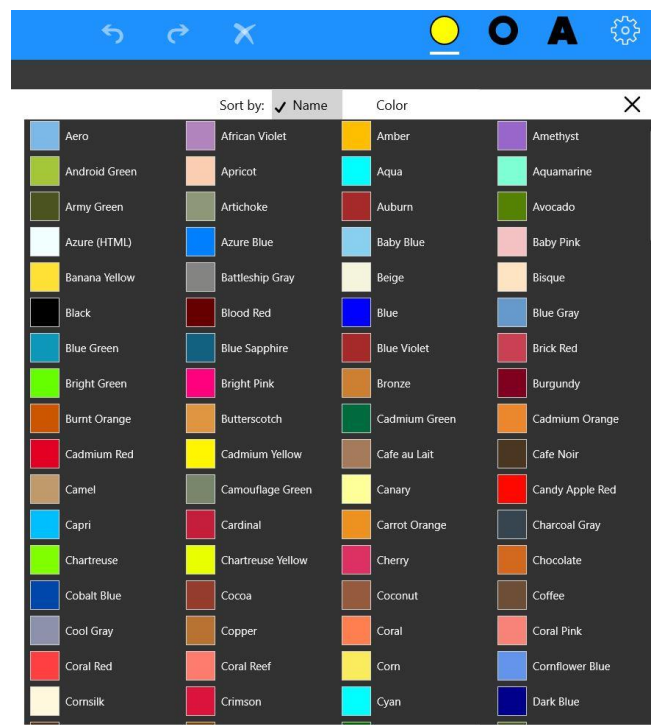 A
Sort by: ✔ Name Color
Aero African Violet Amber Amethyst
Android Green Apricot Aqua Aquamarine
Army Green Artichoke Auburn Avocado
Azure (HTML) Azure Blue Baby Blue Baby Pink
Banana Yellow Battleship Gray Beige Bisque
Black Blood Red Blue Blue Gray
Blue Green Blue Sapphire Blue Violet Brick Red
Bright Green Bright Pink Bronze Burgundy
Burnt Orange Butterscotch Cadmium Green Cadmium Orange
Cadmium Red Cadmium Yellow Cafe au Lait Cafe Noir
Camel Camouflage Green Canary Candy Apple Red
Capri Cardinal Carrot Orange Charcoal Gray
Chartreuse Chartreuse Yellow Cherry Chocolate
Cobalt Blue Cocoa Coconut Coffee
Cool Gray Copper Coral Coral Pink
Coral Red Coral Reef Corn Cornflower Blue
Cornsilk Crimson Cyan Dark Blue